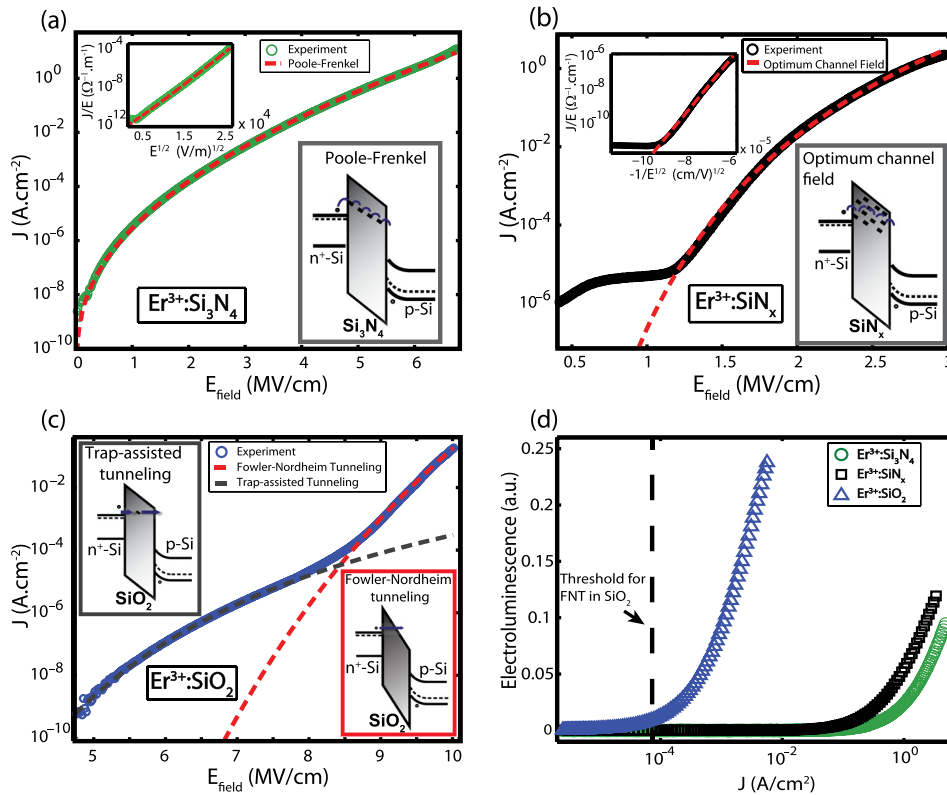 (a)
J (A.cm⁻²)
10⁰
10⁻²
10⁻⁴
10⁻⁶
10⁻⁸
10⁻¹⁰
0 1 2 3 4 5 6
E_field (MV/cm)
Experiment
Poole-Frenkel
J/E (Ω⁻¹.m⁻¹)
10⁻⁴
10⁻⁸
10⁻¹²
0.5 1.5 2.5
x 10⁴
E^1/2 (V/m)^1/2
Poole-Frenkel
n⁺-Si
p-Si
Si₃N₄
Er³⁺:Si₃N₄
(b)
J (A.cm⁻²)
10⁰
10⁻²
10⁻⁴
10⁻⁶
1 1.5 2 2.5 3
E_field (MV/cm)
Experiment
Optimum Channel Field
J/E (Ω⁻¹.cm⁻¹)
10⁻⁶
10⁻⁸
10⁻¹⁰
−10 −8 −6
x 10⁻⁵
-1/E^1/2 (cm/V)^1/2
Optimum channel
field
n⁺-Si
p-Si
SiNₓ
Er³⁺:SiNₓ
(c)
J (A.cm⁻²)
10⁻²
10⁻⁴
10⁻⁶
10⁻⁸
10⁻¹⁰
5 6 7 8 9 10
E_field (MV/cm)
Experiment
Fowler-Nordheim Tunneling
Trap-assisted Tunneling
Trap-assisted
tunneling
n⁺-Si
p-Si
SiO₂
Er³⁺:SiO₂
Fowler-Nordheim
tunneling
n⁺-Si
p-Si
SiO₂
(d)
Electroluminescence (a.u.)
0.25
0.2
0.15
0.1
0.05
0
10⁻⁴ 10⁻² 10⁰
J (A/cm²)
Er³⁺:Si₃N₄
Er³⁺:SiNₓ
Er³⁺:SiO₂
Threshold for
FNT in SiO₂